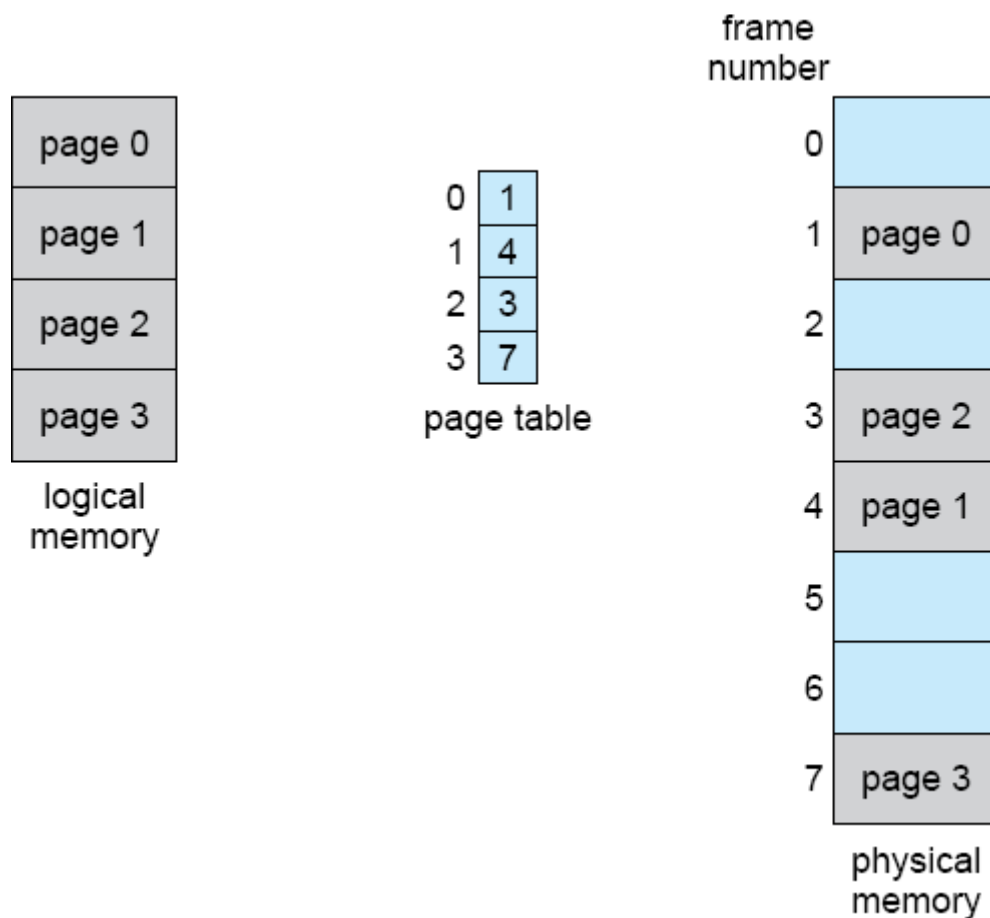 frame
number
page 0
page 1
page 2
page 3
logical
memory
0 1
1 4
2 3
3 7
page table
0
1 page 0
2
3 page 2
4 page 1
5
6
7 page 3
physical
memory